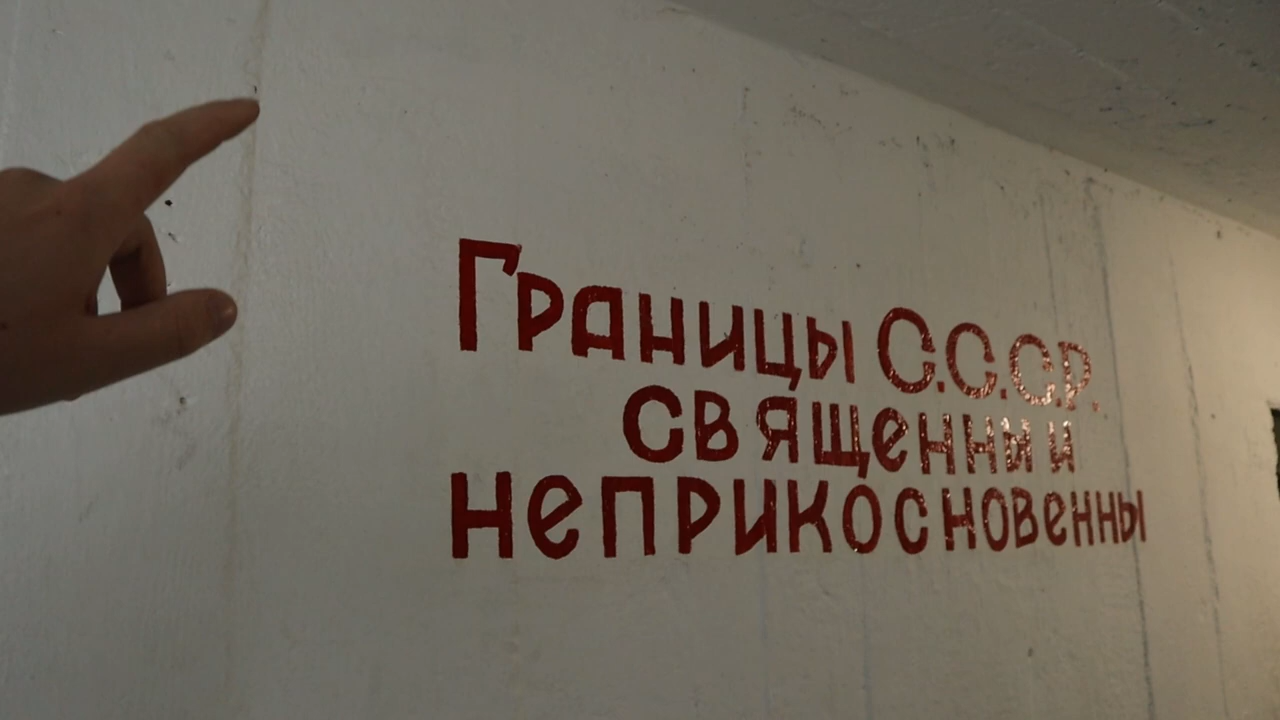 Границы С.С.С.Р.
священны и
неприкосновенны